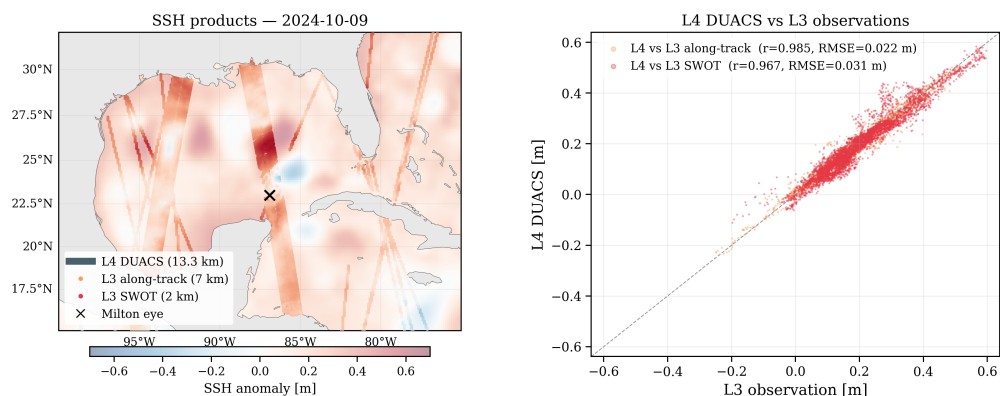 SSH products — 2024-10-09
30°N
27.5°N
25°N
22.5°N
20°N
17.5°N
L4 DUACS (13.3 km)
L3 along-track (7 km)
L3 SWOT (2 km)
Milton eye
95°W 90°W 85°W 80°W
−0.6 −0.4 −0.2 0.0 0.2 0.4 0.6
SSH anomaly [m]
L4 DUACS vs L3 observations
L4 vs L3 along-track (r=0.985, RMSE=0.022 m)
L4 vs L3 SWOT (r=0.967, RMSE=0.031 m)
L4 DUACS [m]
0.6
0.4
0.2
0.0
−0.2
−0.4
−0.6
−0.6 −0.4 −0.2 0.0 0.2 0.4 0.6
L3 observation [m]